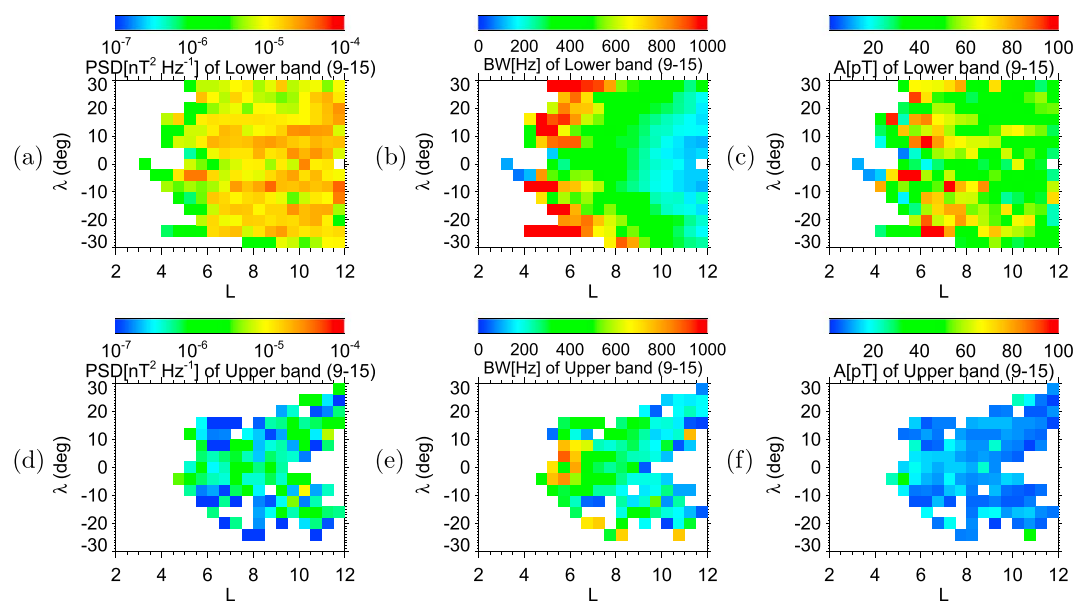 10⁻⁷ 10⁻⁶ 10⁻⁵ 10⁻⁴
PSD[nT² Hz⁻¹] of Lower band (9-15)
(a)
λ (deg)
30
20
10
0
-10
-20
-30
2 4 6 8 10 12
L
0 200 400 600 800 1000
BW[Hz] of Lower band (9-15)
(b)
λ (deg)
30
20
10
0
-10
-20
-30
2 4 6 8 10 12
L
20 40 60 80 100
A[pT] of Lower band (9-15)
(c)
λ (deg)
30
20
10
0
-10
-20
-30
2 4 6 8 10 12
L
10⁻⁷ 10⁻⁶ 10⁻⁵ 10⁻⁴
PSD[nT² Hz⁻¹] of Upper band (9-15)
(d)
λ (deg)
30
20
10
0
-10
-20
-30
2 4 6 8 10 12
L
0 200 400 600 800 1000
BW[Hz] of Upper band (9-15)
(e)
λ (deg)
30
20
10
0
-10
-20
-30
2 4 6 8 10 12
L
20 40 60 80 100
A[pT] of Upper band (9-15)
(f)
λ (deg)
30
20
10
0
-10
-20
-30
2 4 6 8 10 12
L